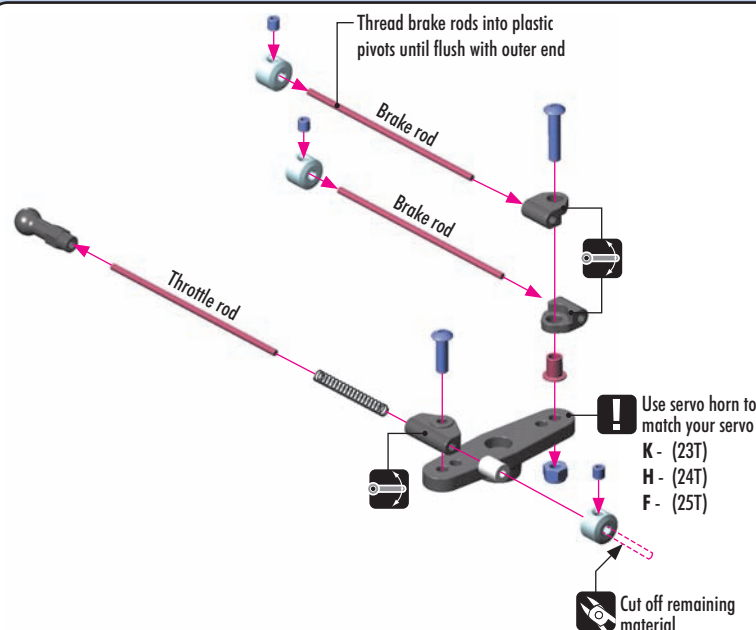 Thread brake rods into plastic
pivots until flush with outer end
Brake rod
Brake rod
Throttle rod
Use servo horn to
match your servo
K - (23T)
H - (24T)
F - (25T)
Cut off remaining
material